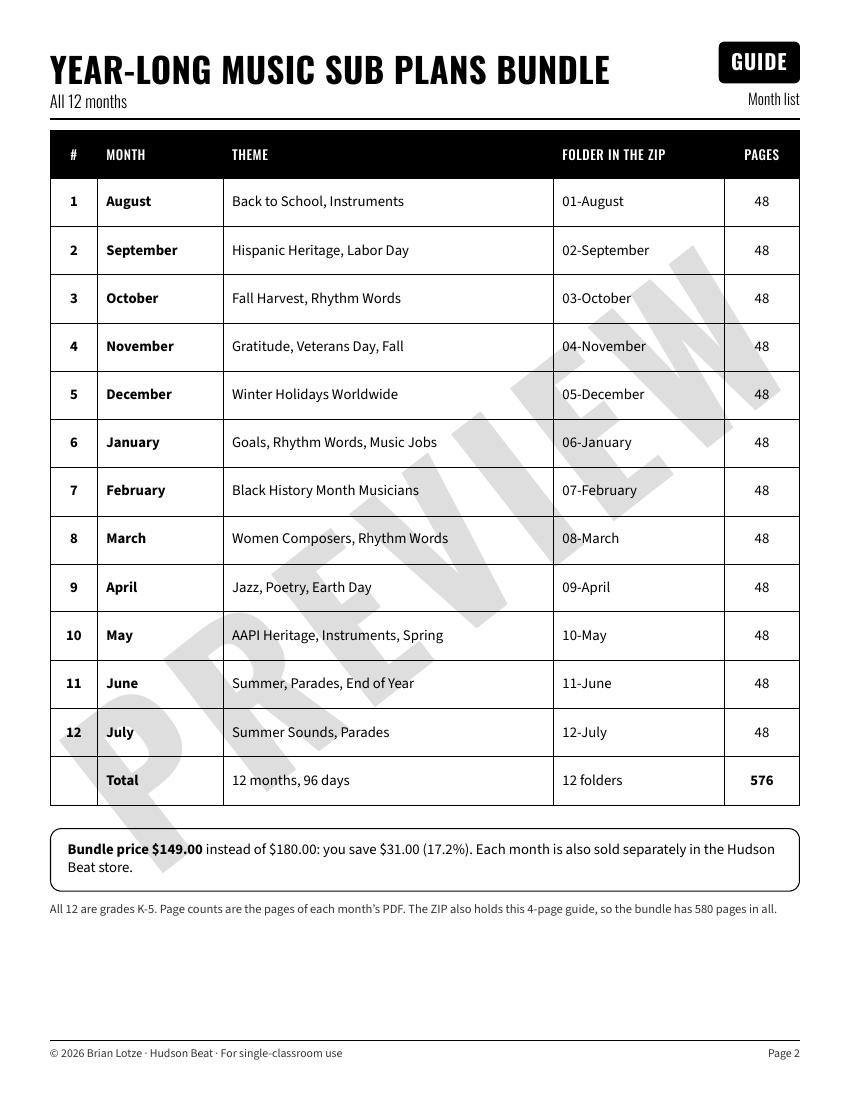 YEAR-LONG MUSIC SUB PLANS BUNDLE
GUIDE
All 12 months
Month list
# MONTH THEME FOLDER IN THE ZIP PAGES
1 August Back to School, Instruments 01-August 48
2 September Hispanic Heritage, Labor Day 02-September 48
3 October Fall Harvest, Rhythm Words 03-October 48
4 November Gratitude, Veterans Day, Fall 04-November 48
5 December Winter Holidays Worldwide 05-December 48
6 January Goals, Rhythm Words, Music Jobs 06-January 48
7 February Black History Month Musicians 07-February 48
8 March Women Composers, Rhythm Words 08-March 48
9 April Jazz, Poetry, Earth Day 09-April 48
10 May AAPI Heritage, Instruments, Spring 10-May 48
11 June Summer, Parades, End of Year 11-June 48
12 July Summer Sounds, Parades 12-July 48
Total 12 months, 96 days 12 folders 576
PREVIEW
Bundle price $149.00 instead of $180.00: you save $31.00 (17.2%). Each month is also sold separately in the Hudson
Beat store.
All 12 are grades K-5. Page counts are the pages of each month’s PDF. The ZIP also holds this 4-page guide, so the bundle has 580 pages in all.
© 2026 Brian Lotze · Hudson Beat · For single-classroom use
Page 2